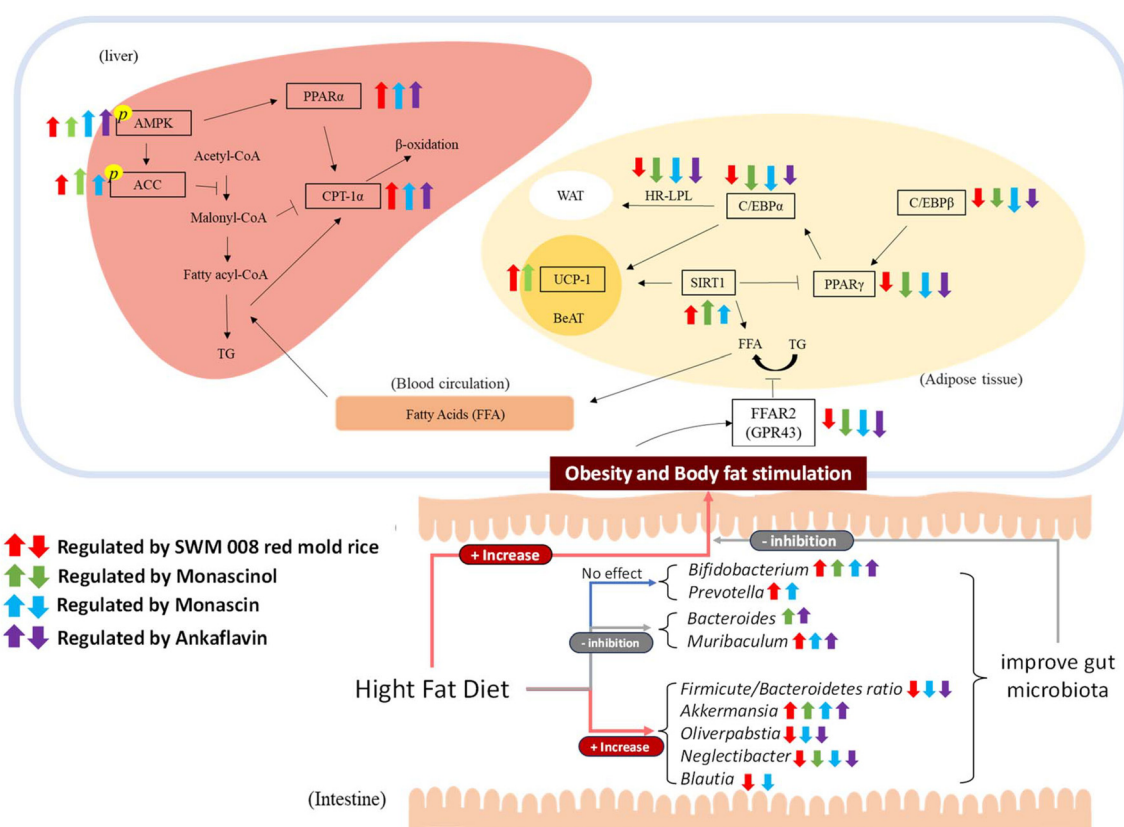 (liver)
PPARα
p
AMPK
p
ACC
Acetyl-CoA
β-oxidation
CPT-1α
Malonyl-CoA
Fatty acyl-CoA
TG
WAT
HR-LPL
C/EBPα
C/EBPβ
UCP-1
BeAT
SIRT1
PPARγ
FFA
TG
(Adipose tissue)
(Blood circulation)
Fatty Acids (FFA)
FFAR2
(GPR43)
Obesity and Body fat stimulation
Regulated by SWM 008 red mold rice
Regulated by Monascinol
Regulated by Monascin
Regulated by Ankaflavin
+ Increase
- inhibition
No effect
Bifidobacterium
Prevotella
Bacteroides
Muribaculum
- inhibition
Hight Fat Diet
+ Increase
Firmicute/Bacteroidetes ratio
Akkermansia
Oliverpabstia
Neglectibacter
Blautia
improve gut
microbiota
(Intestine)